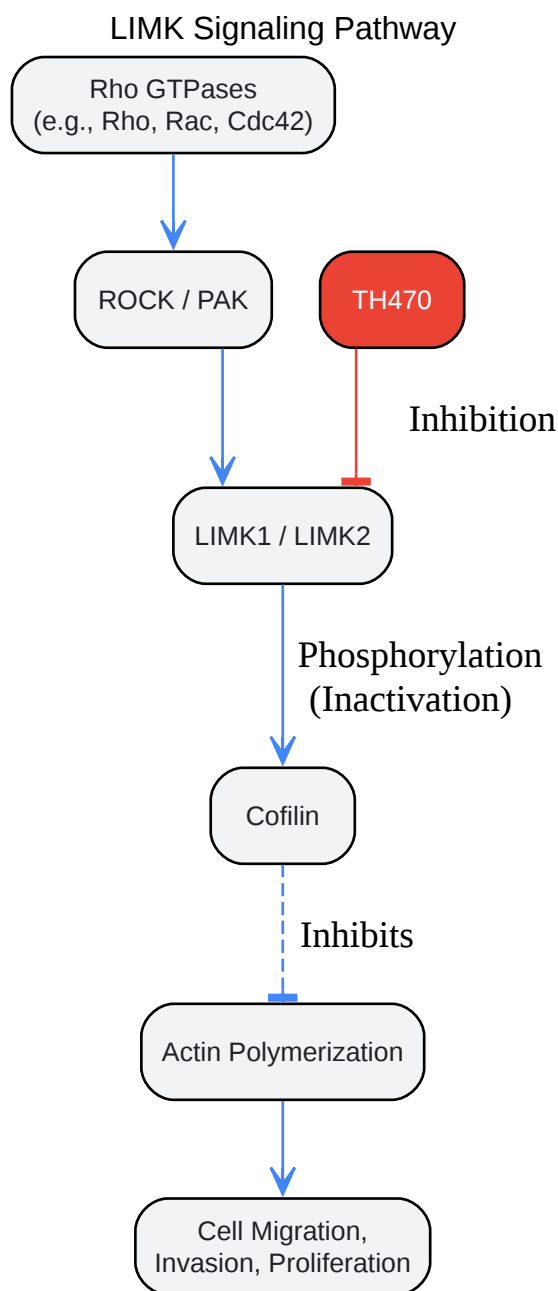 LIMK Signaling Pathway
Rho GTPases
(e.g., Rho, Rac, Cdc42)
ROCK / PAK
TH470
Inhibition
LIMK1 / LIMK2
Phosphorylation
(Inactivation)
Cofilin
Inhibits
Actin Polymerization
Cell Migration,
Invasion, Proliferation